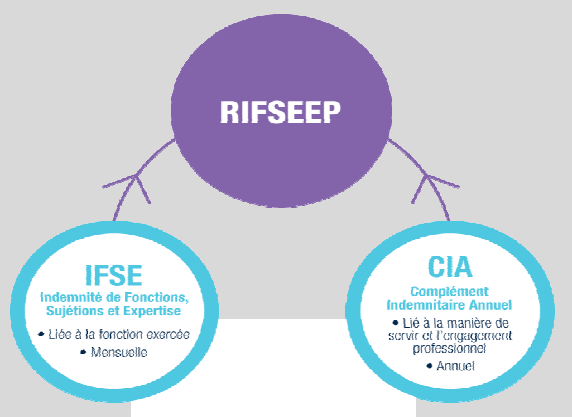 RIFSEEP
IFSE
Indemnité de Fonctions,
Sujétions et Expertise
• Liée à la fonction exercée
• Mensuelle
CIA
Complément
Indemnitaire Annuel
• Lié à la manière de
servir et l'engagement
professionnel
• Annuel